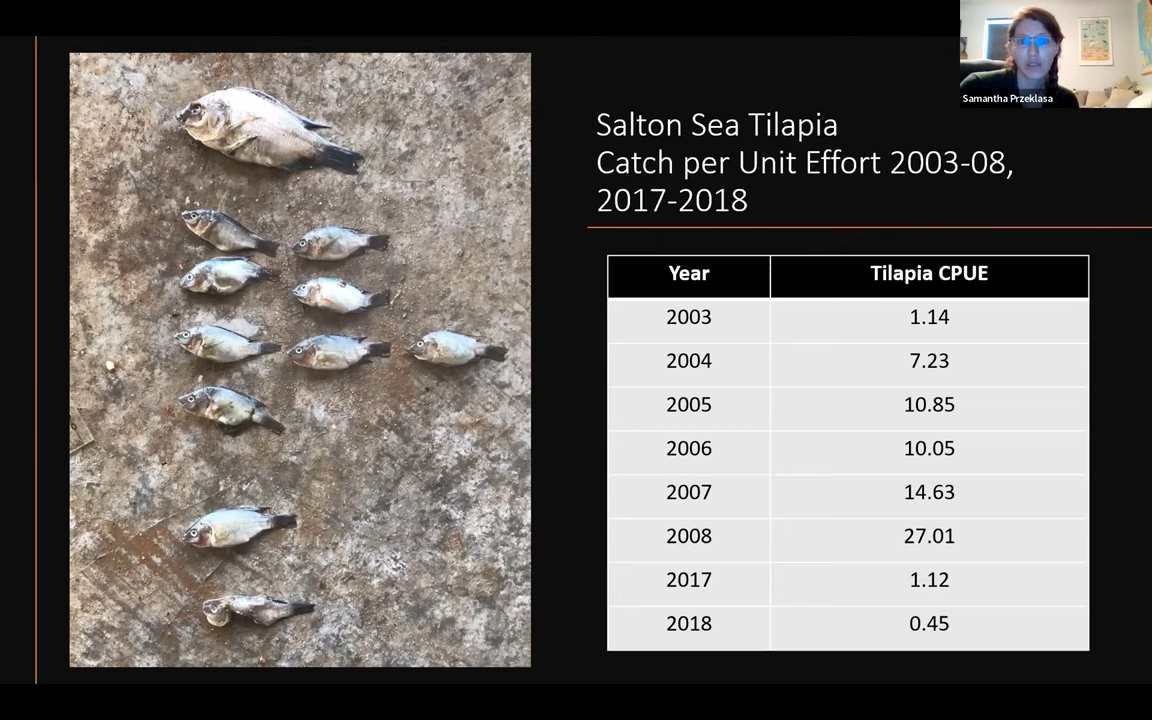 Samantha Przeklasa
Salton Sea Tilapia
Catch per Unit Effort 2003-08,
2017-2018
Year Tilapia CPUE
2003 1.14
2004 7.23
2005 10.85
2006 10.05
2007 14.63
2008 27.01
2017 1.12
2018 0.45